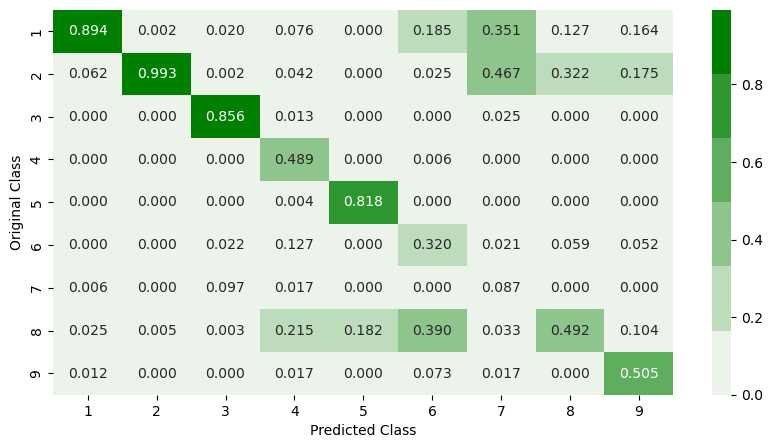 1 0.894 0.002 0.020 0.076 0.000 0.185 0.351 0.127 0.164
2 0.062 0.993 0.002 0.042 0.000 0.025 0.467 0.322 0.175
3 0.000 0.000 0.856 0.013 0.000 0.000 0.025 0.000 0.000
4 0.000 0.000 0.000 0.489 0.000 0.006 0.000 0.000 0.000
5 0.000 0.000 0.000 0.004 0.818 0.000 0.000 0.000 0.000
6 0.000 0.000 0.022 0.127 0.000 0.320 0.021 0.059 0.052
7 0.006 0.000 0.097 0.017 0.000 0.000 0.087 0.000 0.000
8 0.025 0.005 0.003 0.215 0.182 0.390 0.033 0.492 0.104
9 0.012 0.000 0.000 0.017 0.000 0.073 0.017 0.000 0.505
1 2 3 4 5 6 7 8 9
Predicted Class
Original Class
0.8
0.6
0.4
0.2
0.0